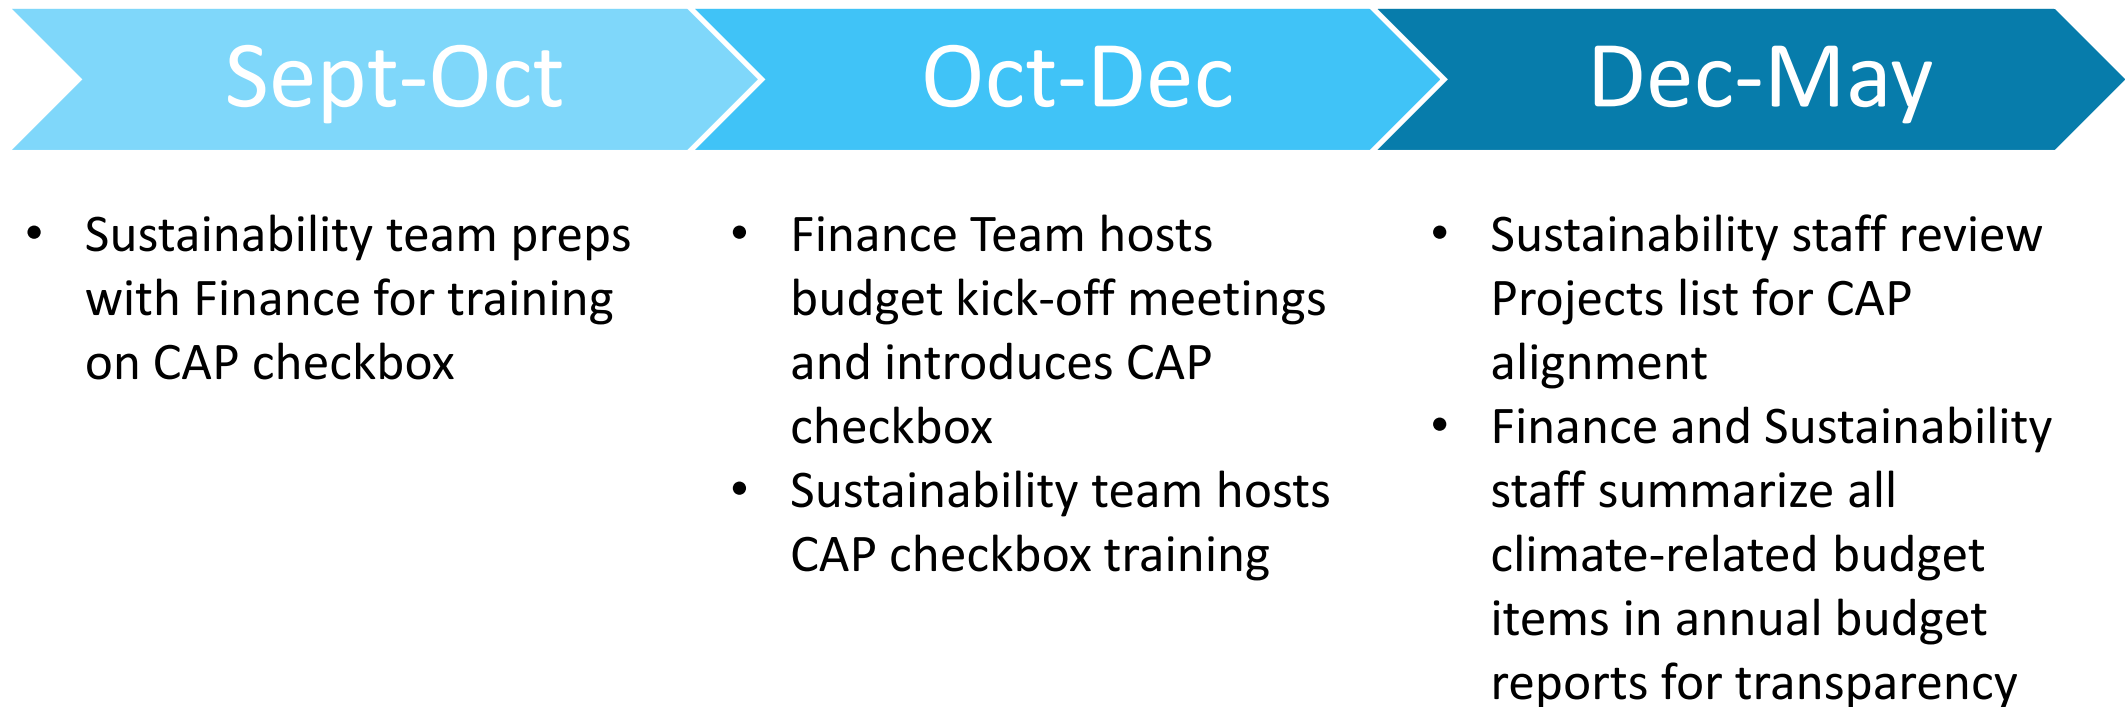 Sept-Oct
Oct-Dec
Dec-May
• Sustainability team preps
with Finance for training
on CAP checkbox
• Finance Team hosts
budget kick-off meetings
and introduces CAP
checkbox
• Sustainability team hosts
CAP checkbox training
• Sustainability staff review
Projects list for CAP
alignment
• Finance and Sustainability
staff summarize all
climate-related budget
items in annual budget
reports for transparency